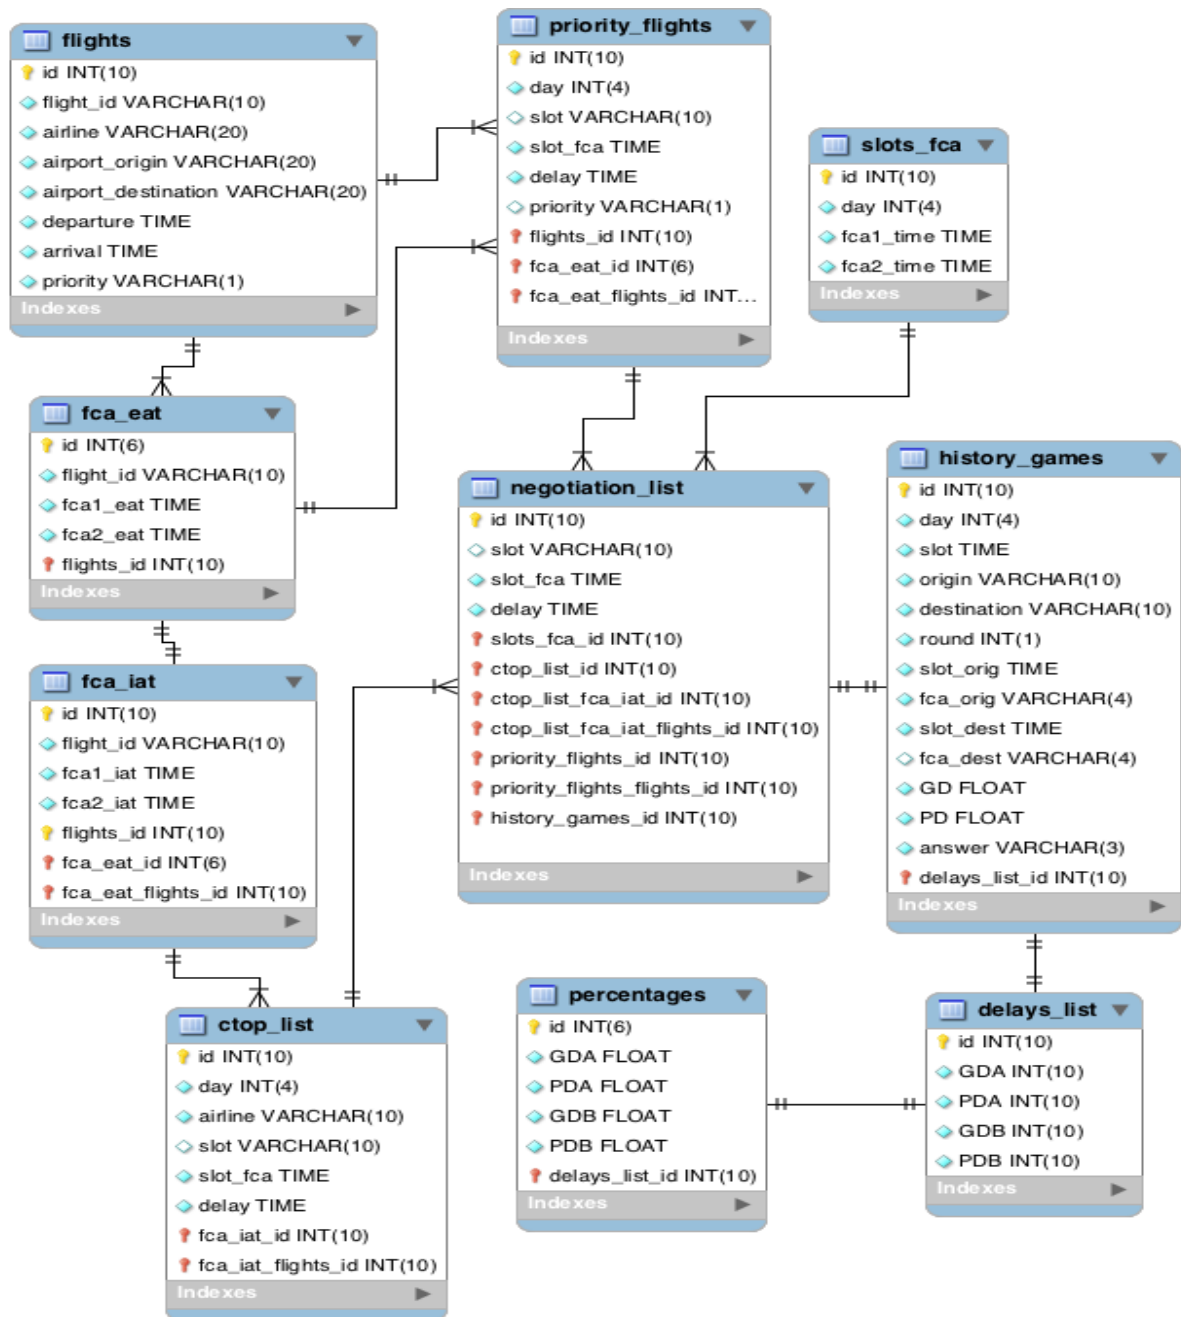 flights
id INT(10)
flight_id VARCHAR(10)
airline VARCHAR(20)
airport_origin VARCHAR(20)
airport_destination VARCHAR(20)
departure TIME
arrival TIME
priority VARCHAR(1)
Indexes
priority_flights
id INT(10)
day INT(4)
slot VARCHAR(10)
slot_fca TIME
delay TIME
priority VARCHAR(1)
flights_id INT(10)
fca_eat_id INT(6)
fca_eat_flights_id INT...
Indexes
slots_fca
id INT(10)
day INT(4)
fca1_time TIME
fca2_time TIME
Indexes
fca_eat
id INT(6)
flight_id VARCHAR(10)
fca1_eat TIME
fca2_eat TIME
flights_id INT(10)
Indexes
negotiation_list
id INT(10)
slot VARCHAR(10)
slot_fca TIME
delay TIME
slots_fca_id INT(10)
ctop_list_id INT(10)
ctop_list_fca_iat_id INT(10)
ctop_list_fca_iat_flights_id INT(10)
priority_flights_id INT(10)
priority_flights_flights_id INT(10)
history_games_id INT(10)
Indexes
history_games
id INT(10)
day INT(4)
slot TIME
origin VARCHAR(10)
destination VARCHAR(10)
round INT(1)
slot_orig TIME
fca_orig VARCHAR(4)
slot_dest TIME
fca_dest VARCHAR(4)
GD FLOAT
PD FLOAT
answer VARCHAR(3)
delays_list_id INT(10)
Indexes
fca_iat
id INT(10)
flight_id VARCHAR(10)
fca1_iat TIME
fca2_iat TIME
flights_id INT(10)
fca_eat_id INT(6)
fca_eat_flights_id INT(10)
Indexes
ctop_list
id INT(10)
day INT(4)
airline VARCHAR(10)
slot VARCHAR(10)
slot_fca TIME
delay TIME
fca_iat_id INT(10)
fca_iat_flights_id INT(10)
Indexes
percentages
id INT(6)
GDA FLOAT
PDA FLOAT
GDB FLOAT
PDB FLOAT
delays_list_id INT(10)
Indexes
delays_list
id INT(10)
GDA INT(10)
PDA INT(10)
GDB INT(10)
PDB INT(10)
Indexes